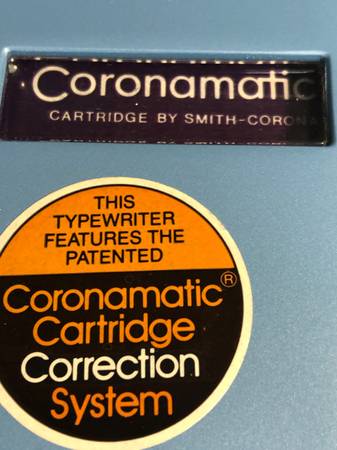 Coronamatic
CARTRIDGE BY SMITH-CORONA
THIS
TYPEWRITER
FEATURES THE
PATENTED
Coronamatic®
Cartridge
Correction
System